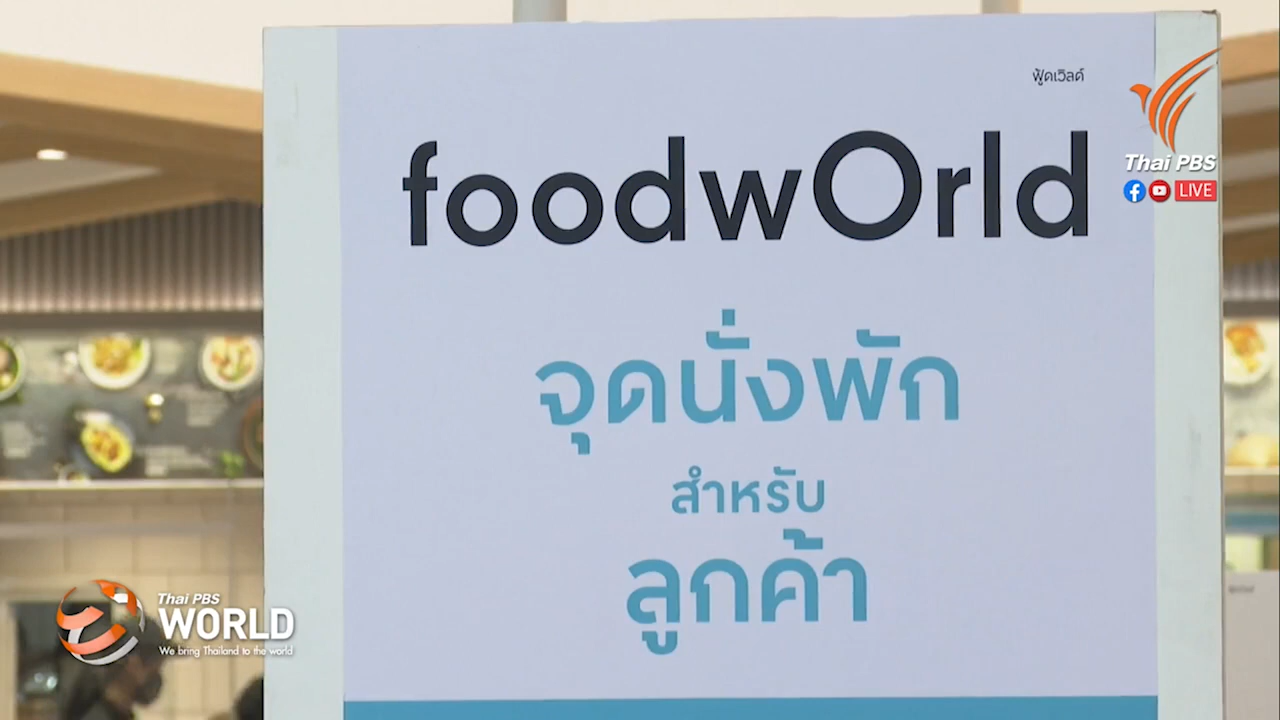 ฟู้ดเวิลด์
foodwOrld
จุดนั่งพัก
สำหรับ
ลูกค้า
Thai PBS
LIVE
Thai PBS
WORLD
We bring Thailand to the world